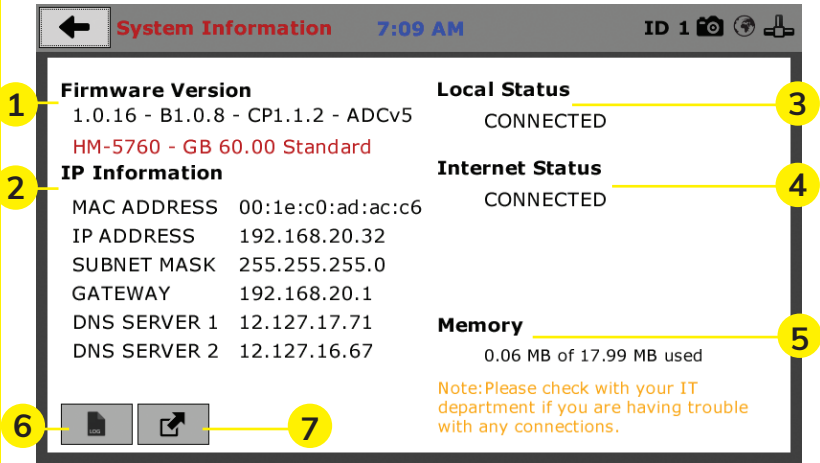 System Information 7:09 AM ID 1
1 Firmware Version
1.0.16 - B1.0.8 - CP1.1.2 - ADCv5
HM-5760 - GB 60.00 Standard
2 IP Information
MAC ADDRESS 00:1e:c0:ad:ac:c6
IP ADDRESS 192.168.20.32
SUBNET MASK 255.255.255.0
GATEWAY 192.168.20.1
DNS SERVER 1 12.127.17.71
DNS SERVER 2 12.127.16.67
6 LOG 7
Local Status 3
CONNECTED
Internet Status 4
CONNECTED
Memory 5
0.06 MB of 17.99 MB used
Note:Please check with your IT
department if you are having trouble
with any connections.